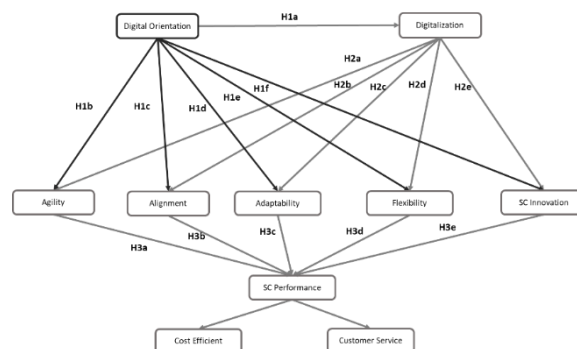 H1a
Digital Orientation
Digitalization
H2a
H1b
H1c
H1d
H1e
H1f
H2b
H2c
H2d
H2e
Agility
Alignment
Adaptability
Flexibility
SC Innovation
H3a
H3b
H3c
H3d
H3e
SC Performance
Cost Efficient
Customer Service